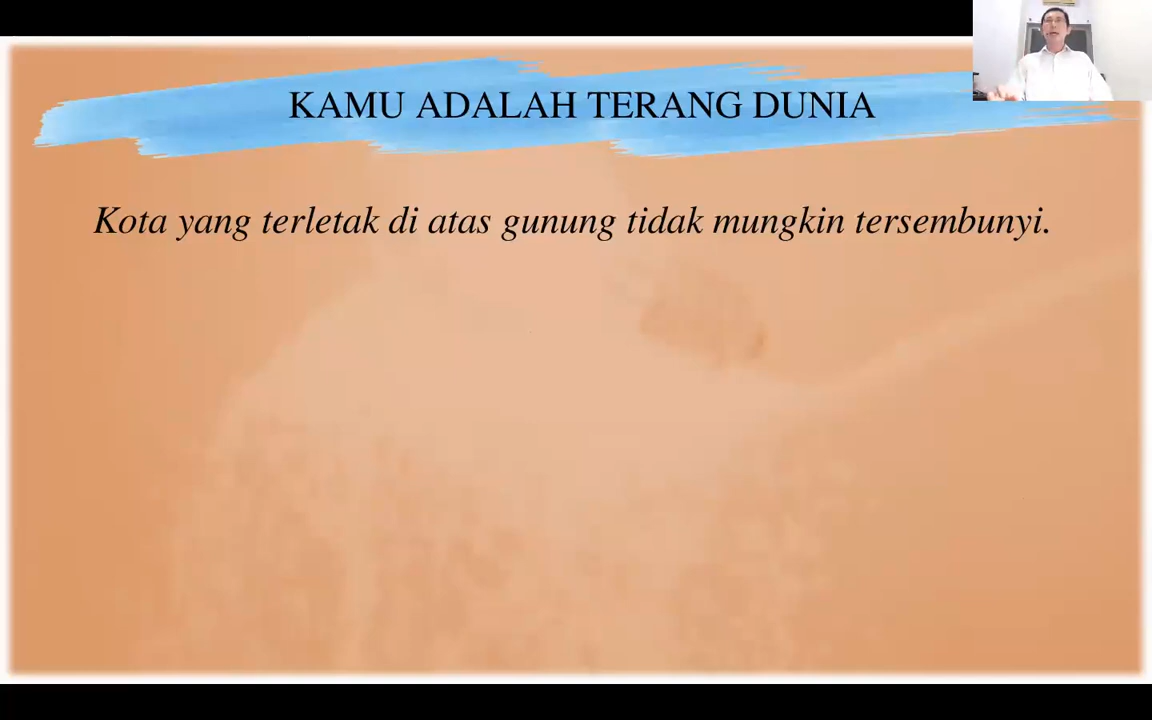 KAMU ADALAH TERANG DUNIA
Kota yang terletak di atas gunung tidak mungkin tersembunyi.